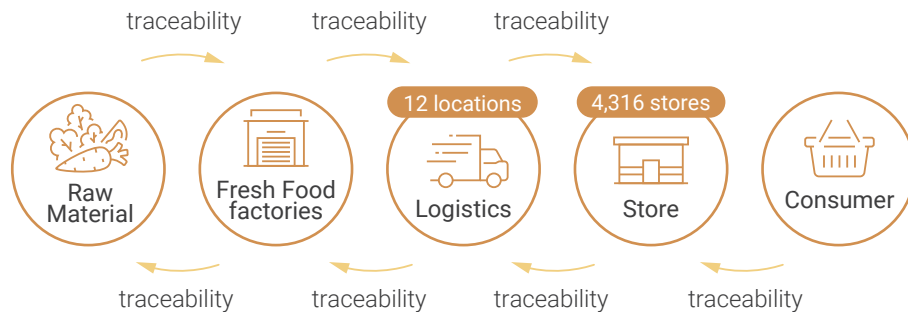 traceability
traceability
traceability
12 locations
4,316 stores
Raw
Material
Fresh Food
factories
Logistics
Store
Consumer
traceability
traceability
traceability
traceability